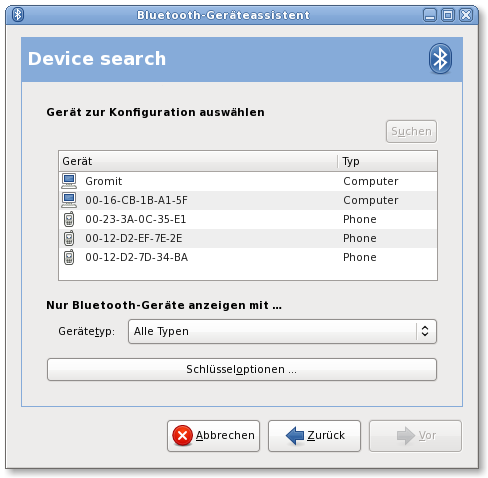 Bluetooth-Geräteassistent
Device search
Gerät zur Konfiguration auswählen
Suchen
Gerät Typ
Gromit Computer
00-16-CB-1B-A1-5F Computer
00-23-3A-0C-35-E1 Phone
00-12-D2-EF-7E-2E Phone
00-12-D2-7D-34-BA Phone
Nur Bluetooth-Geräte anzeigen mit ...
Gerätetyp: Alle Typen
Schlüsseloptionen ...
Abbrechen Zurück Vor